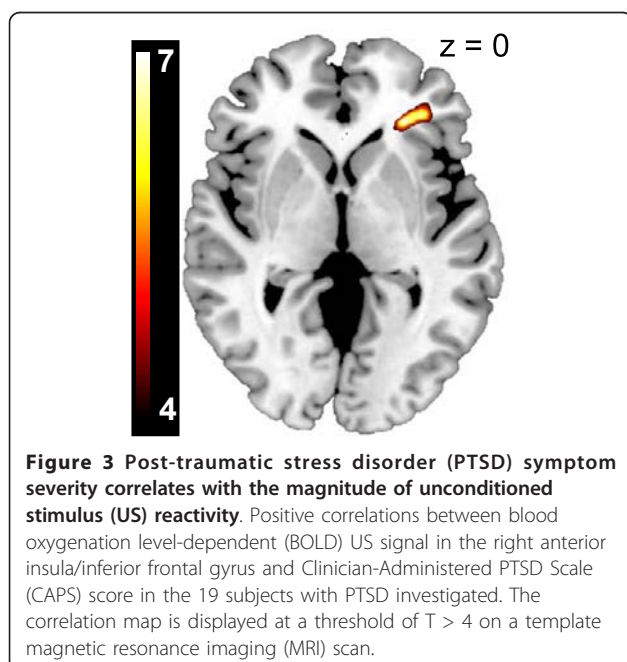 z = 0
7
4
Figure 3 Post-traumatic stress disorder (PTSD) symptom
severity correlates with the magnitude of unconditioned
stimulus (US) reactivity. Positive correlations between blood
oxygenation level-dependent (BOLD) US signal in the right anterior
insula/inferior frontal gyrus and Clinician-Administered PTSD Scale
(CAPS) score in the 19 subjects with PTSD investigated. The
correlation map is displayed at a threshold of T > 4 on a template
magnetic resonance imaging (MRI) scan.